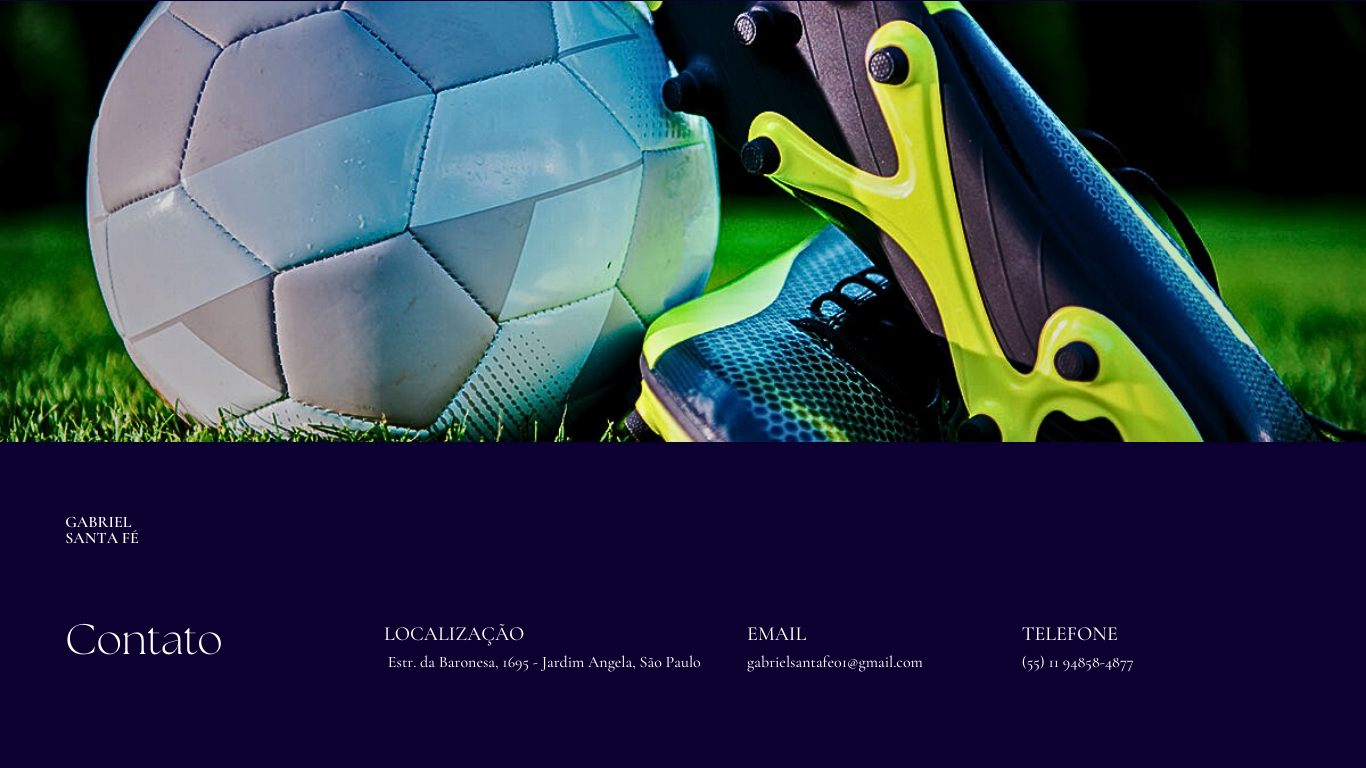 GABRIEL
SANTA FÉ
Contato
LOCALIZAÇÃO
Estr. da Baronesa, 1695 - Jardim Angela, São Paulo
EMAIL
gabrielsantafe01@gmail.com
TELEFONE
(55) 11 94858-4877